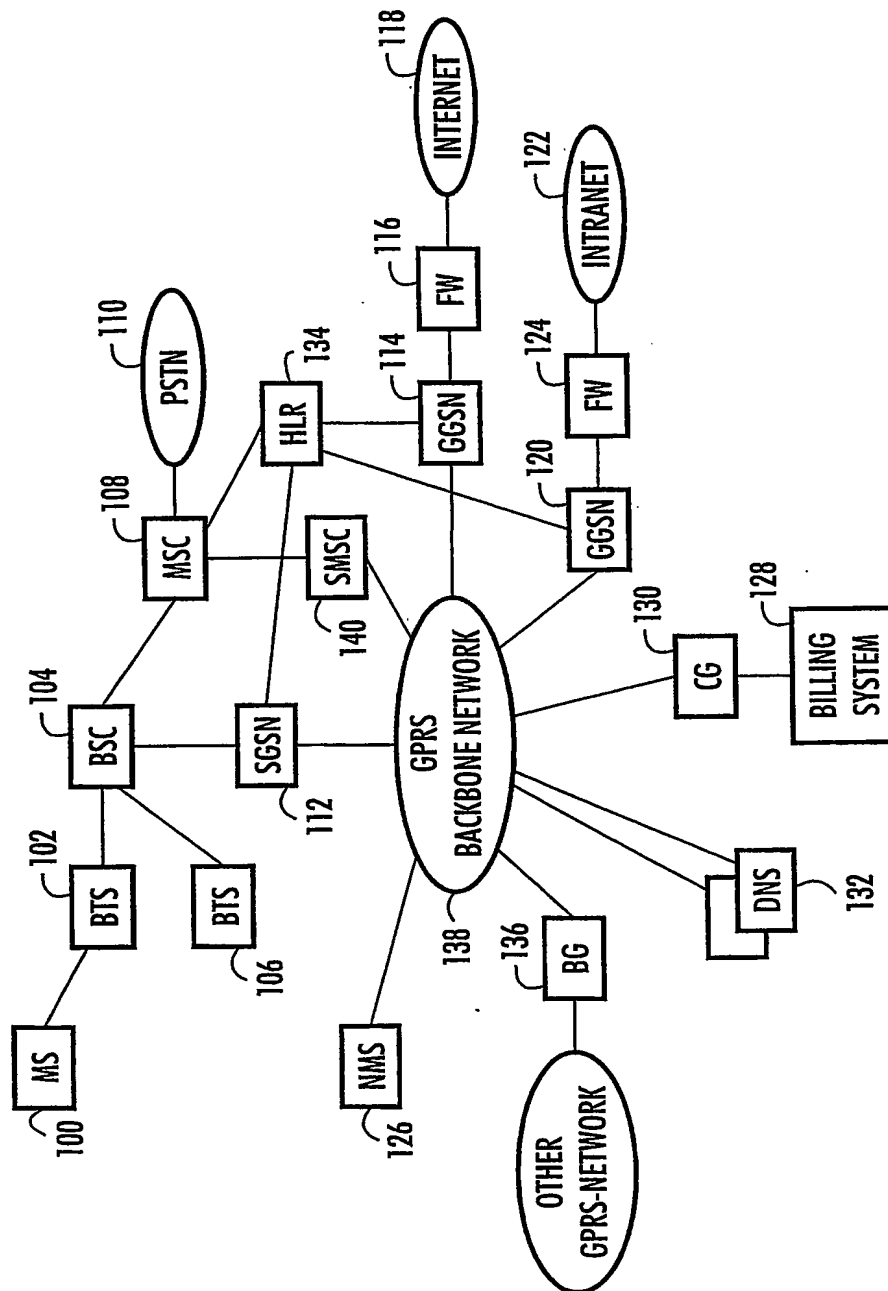 100
MS
102
BTS
BTS
106
104
BSC
108
MSC
110
PSTN
SGSN
112
SMSC
140
HLR
134
NMS
126
GPRS
BACKBONE NETWORK
138
114
GGSN
116
FW
118
INTERNET
120
GGSN
124
FW
122
INTRANET
136
BG
OTHER
GPRS-NETWORK
DNS
132
130
CG
128
BILLING
SYSTEM